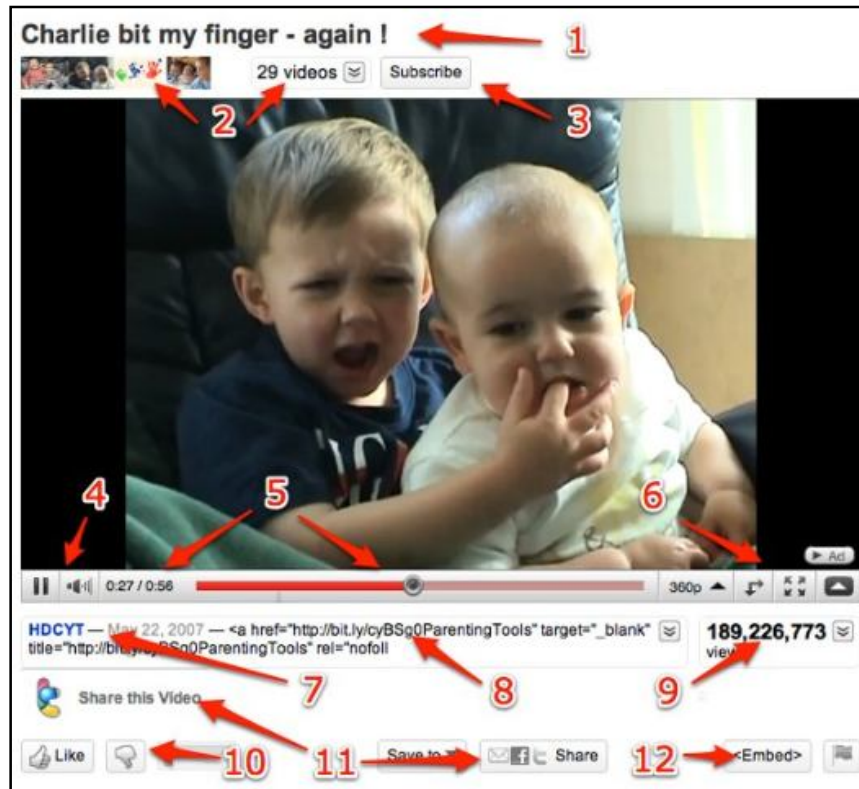 Charlie bit my finger - again !
1
29 videos
Subscribe
2
3
4
5
6
Ad
0:27 / 0:56
360p
HDCYT — May 22, 2007 — <a href="http://bit.ly/cyBSg0ParentingTools" target="_blank"
title="http://bit.ly/cyBSg0ParentingTools" rel="nofoll
189,226,773
7
8
9
Share this Video
Like
10
11
Save to
Share
12
<Embed>